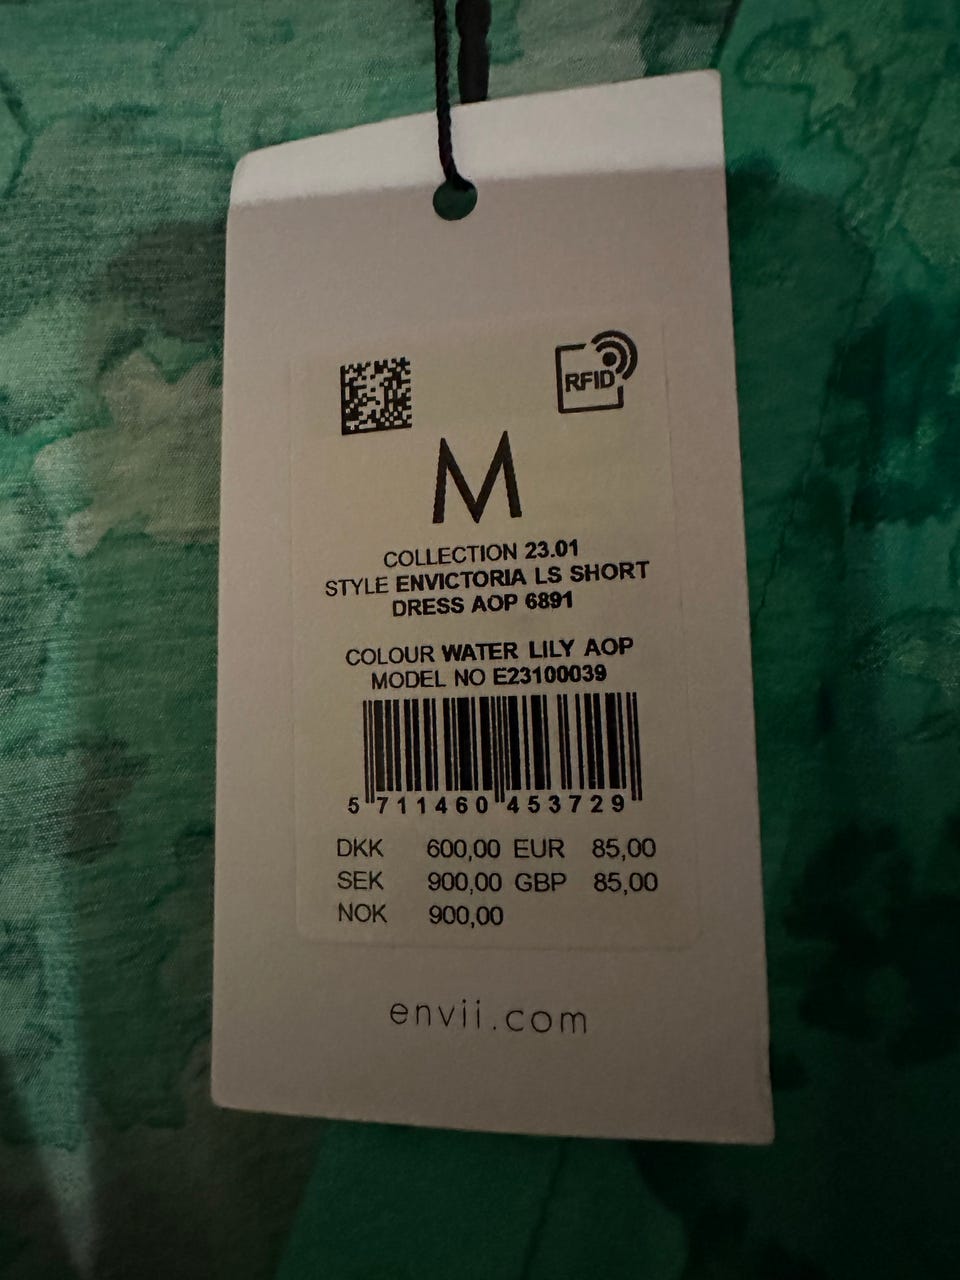 RFID
M
COLLECTION 23.01
STYLE ENVICTORIA LS SHORT
DRESS AOP 6891
COLOUR WATER LILY AOP
MODEL NO E23100039
5 711460 453729
DKK 600,00 EUR 85,00
SEK 900,00 GBP 85,00
NOK 900,00
envii.com